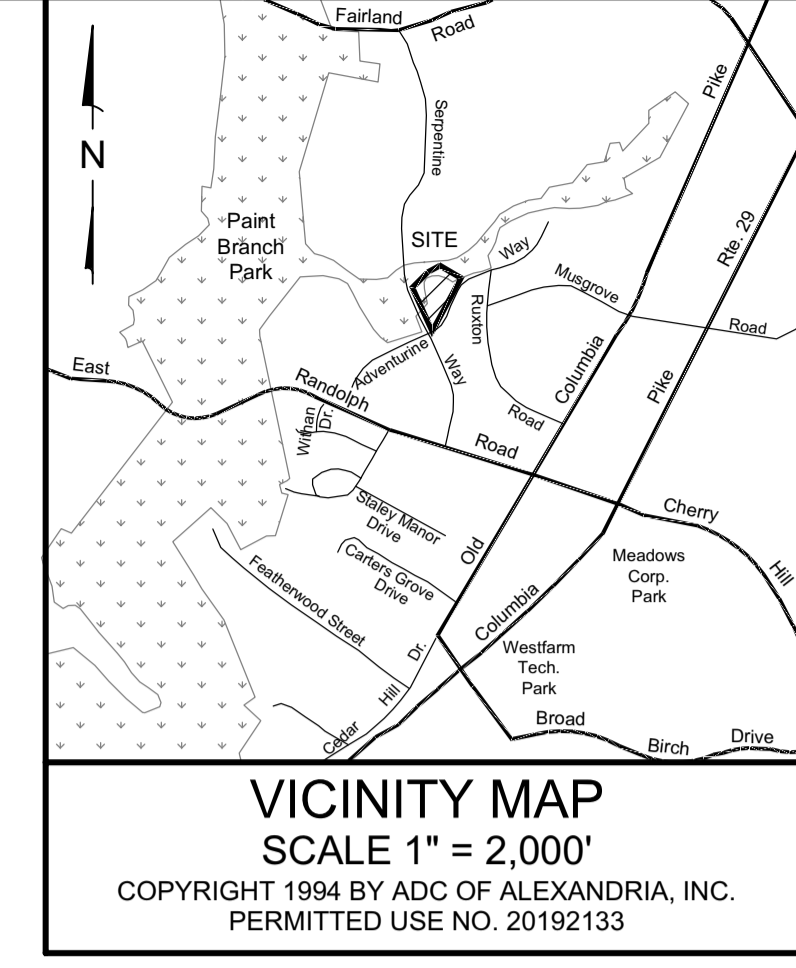 Fairland
Road
Pike
Serpentine
N
Paint
Branch
Park
SITE
Way
Rte. 29
Musgrove
Road
Ruxton
Columbia
Adventurine
Way
East
Randolph
Pike
Withan
Dr.
Road
Road
Staley Manor
Drive
Cherry
Old
Carters Grove
Drive
Meadows
Corp.
Park
Hill
Featherwood Street
Columbia
Dr.
Westfarm
Tech.
Park
Hill
Cedar
Broad
Birch
Drive
VICINITY MAP
SCALE 1" = 2,000'
COPYRIGHT 1994 BY ADC OF ALEXANDRIA, INC.
PERMITTED USE NO. 20192133